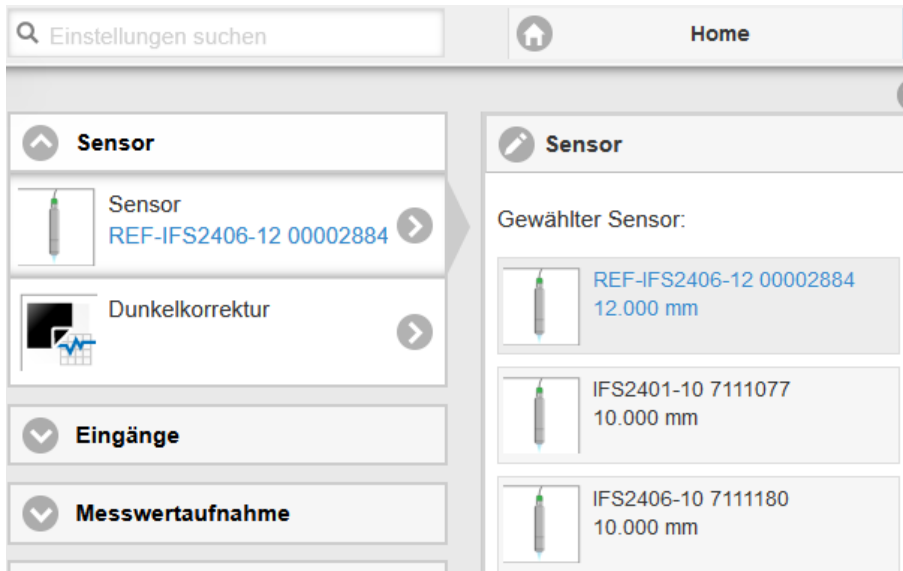 Einstellungen suchen
Home
Sensor
Sensor
REF-IFS2406-12 00002884
Dunkelkorrektur
Eingänge
Messwertaufnahme
Sensor
Gewählter Sensor:
REF-IFS2406-12 00002884
12.000 mm
IFS2401-10 7111077
10.000 mm
IFS2406-10 7111180
10.000 mm